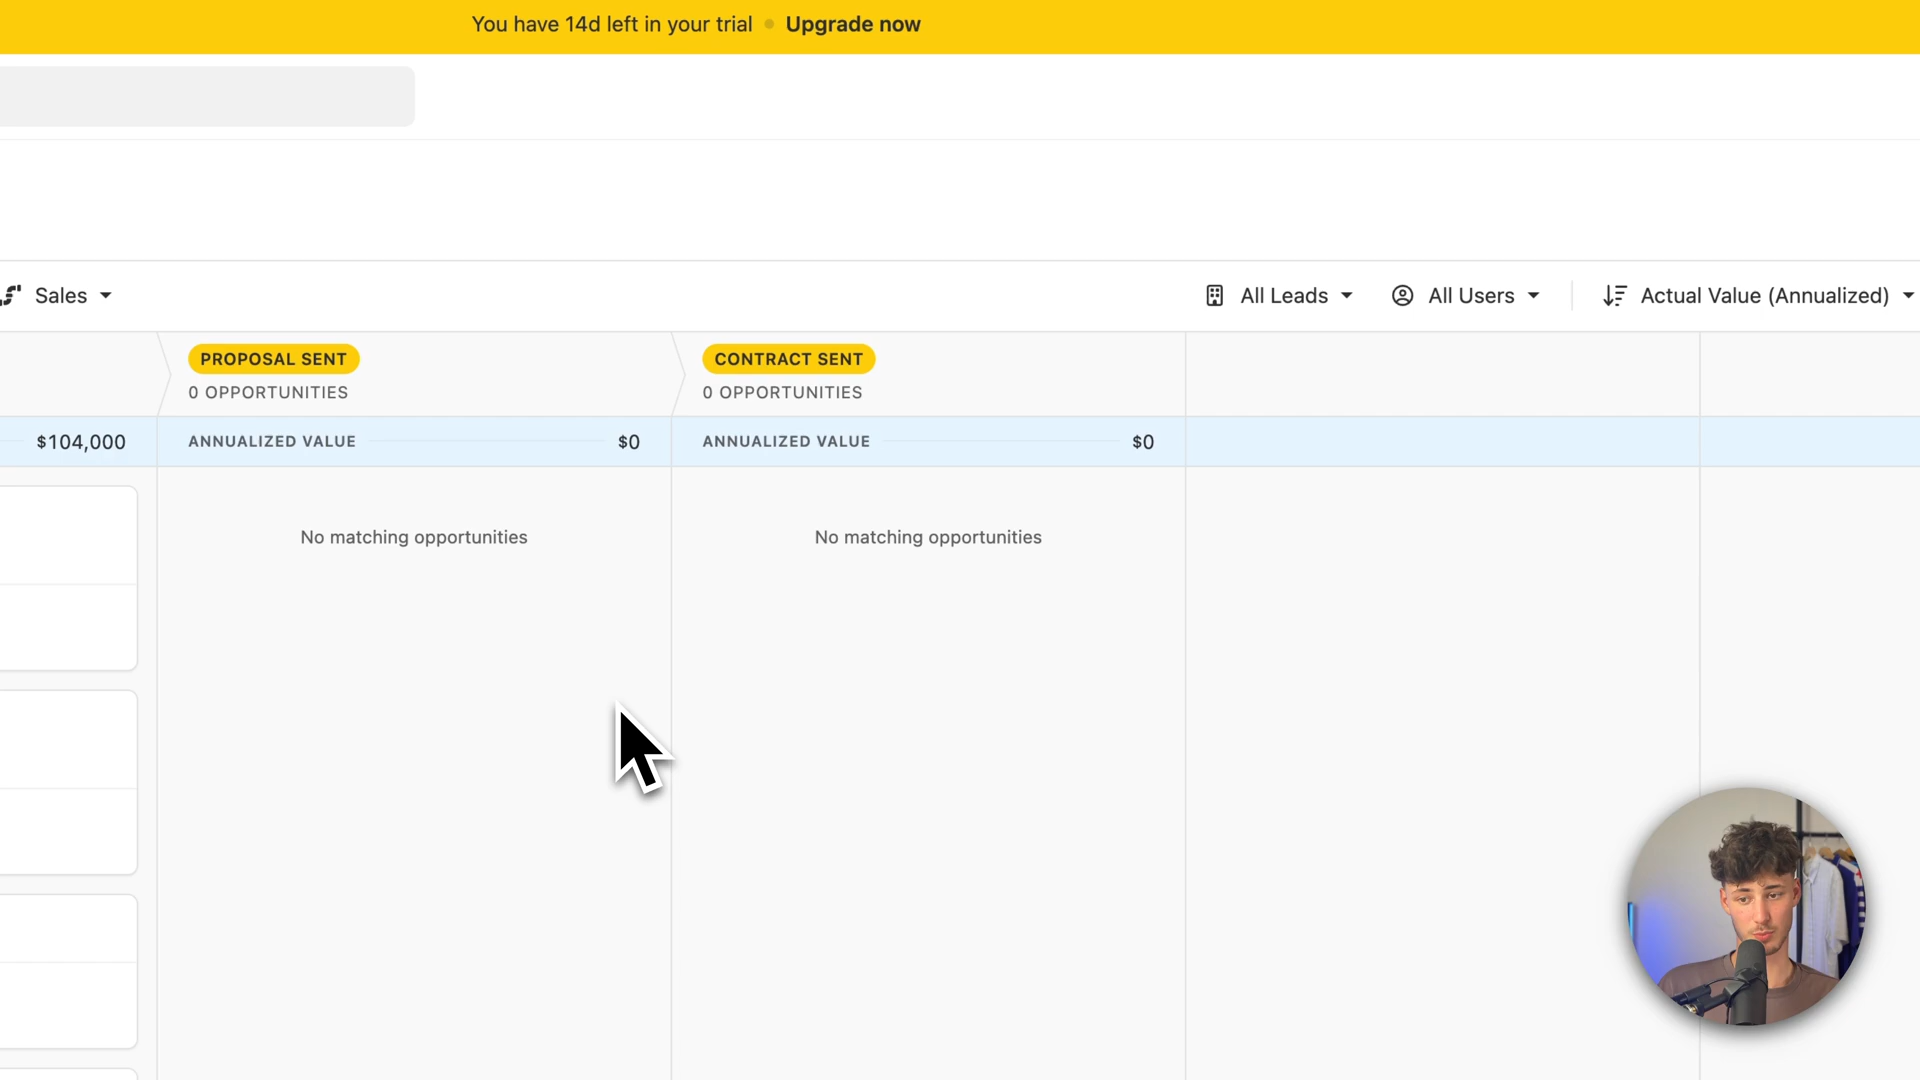 You have 14d left in your trial • Upgrade now
Sales
All Leads
All Users
Actual Value (Annualized)
PROPOSAL SENT
0 OPPORTUNITIES
CONTRACT SENT
0 OPPORTUNITIES
$104,000
ANNUALIZED VALUE $0
ANNUALIZED VALUE $0
No matching opportunities
No matching opportunities